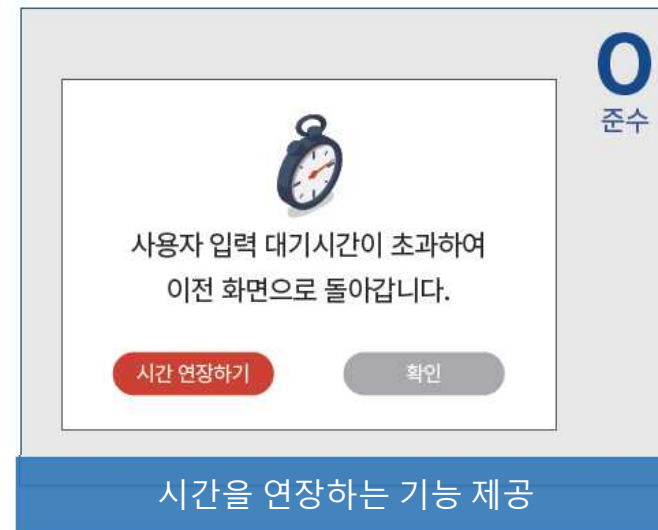 O
준수
사용자 입력 대기시간이 초과하여
이전 화면으로 돌아갑니다.
시간 연장하기
확인
시간을 연장하는 기능 제공